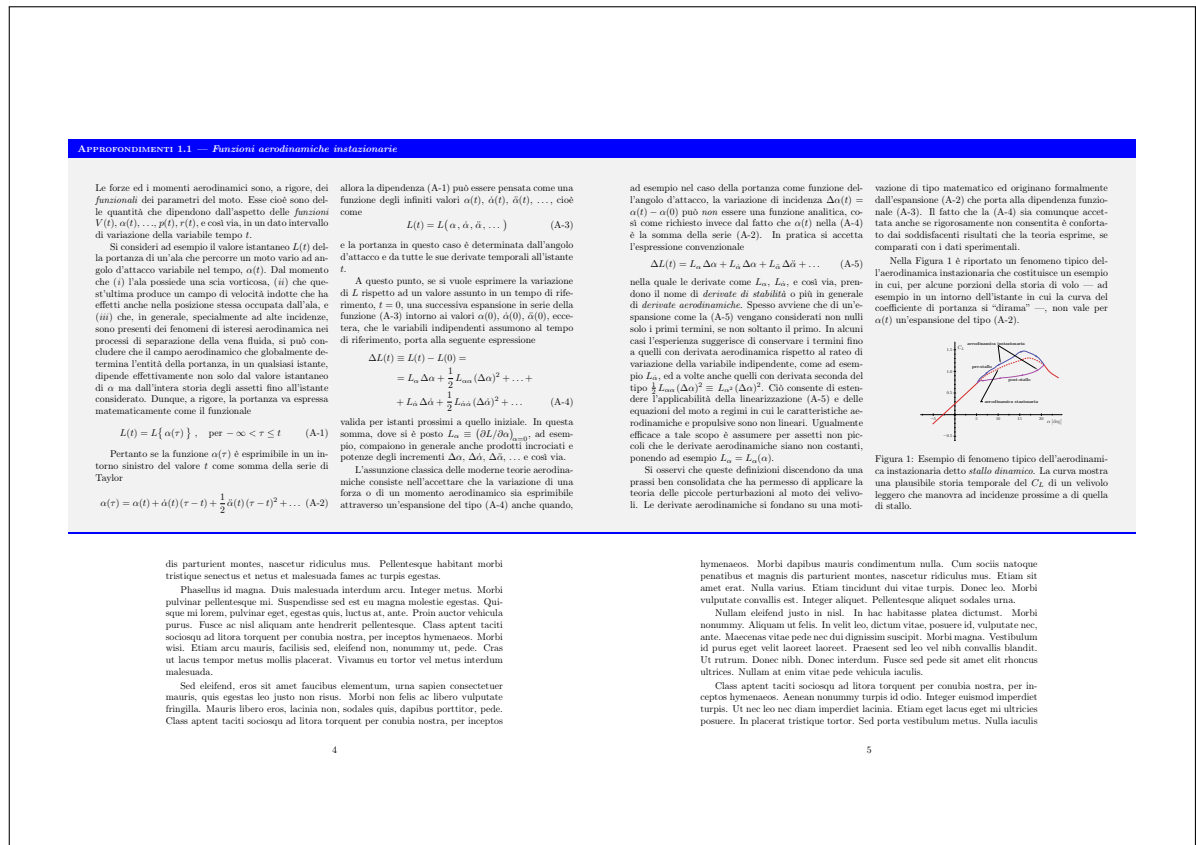 APPROFONDIMENTI 1.1 — Funzioni aerodinamiche instazionarie
Le forze ed i momenti aerodinamici sono, a rigore, dei
funzionali dei parametri del moto. Esse cioè sono del-
le quantità che dipendono dall'aspetto delle funzioni
V(t), α(t), ..., p(t), r(t), e così via, in un dato intervallo
di variazione della variabile tempo t.
Si consideri ad esempio il valore istantaneo L(t) del-
la portanza di un'ala che percorre un moto vario ad an-
golo d'attacco variabile nel tempo, α(t). Dal momento
che (i) l'ala possiede una scia vorticosa, (ii) che que-
st'ultima produce un campo di velocità indotte che ha
effetti anche nella posizione stessa occupata dall'ala, e
(iii) che, in generale, specialmente ad alte incidenze,
sono presenti dei fenomeni di isteresi aerodinamica nei
processi di separazione della vena fluida, si può con-
cludere che il campo aerodinamico che globalmente de-
termina l'entità della portanza, in un qualsiasi istante,
dipende effettivamente non solo dal valore istantaneo
di α ma dall'intera storia degli assetti fino all'istante
considerato. Dunque, a rigore, la portanza va espressa
matematicamente come il funzionale
L(t) = L{ α(τ) } , per − ∞ < τ ≤ t (A-1)
Pertanto se la funzione α(τ) è esprimibile in un in-
torno sinistro del valore t come somma della serie di
Taylor
α(τ) = α(t) + α̇(t) (τ − t) + 1/2 α̈(t) (τ − t)² + ... (A-2)
allora la dipendenza (A-1) può essere pensata come una
funzione degli infiniti valori α(t), α̇(t), α̈(t), ..., cioè
come
L(t) = L( α , α̇ , α̈ , ... ) (A-3)
e la portanza in questo caso è determinata dall'angolo
d'attacco e da tutte le sue derivate temporali all'istante
t.
A questo punto, se si vuole esprimere la variazione
di L rispetto ad un valore assunto in un tempo di rife-
rimento, t = 0, una successiva espansione in serie della
funzione (A-3) intorno ai valori α(0), α̇(0), α̈(0), ecce-
tera, che le variabili indipendenti assumono al tempo
di riferimento, porta alla seguente espressione
ΔL(t) ≡ L(t) − L(0) =
= Lα Δα + 1/2 Lαα (Δα)² + ... +
+ Lα̇ Δα̇ + 1/2 Lα̇α̇ (Δα̇)² + ... (A-4)
valida per istanti prossimi a quello iniziale. In questa
somma, dove si è posto Lα ≡ (∂L/∂α)α=0, ad esem-
pio, compaiono in generale anche prodotti incrociati e
potenze degli incrementi Δα, Δα̇, Δα̈, ... e così via.
L'assunzione classica delle moderne teorie aerodina-
miche consiste nell'accettare che la variazione di una
forza o di un momento aerodinamico sia esprimibile
attraverso un'espansione del tipo (A-4) anche quando,
ad esempio nel caso della portanza come funzione del-
l'angolo d'attacco, la variazione di incidenza Δα(t) =
α(t) − α(0) può non essere una funzione analitica, co-
sì come richiesto invece dal fatto che α(t) nella (A-4)
è la somma della serie (A-2). In pratica si accetta
l'espressione convenzionale
ΔL(t) = Lα Δα + Lα̇ Δα̇ + Lα̈ Δα̈ + ... (A-5)
nella quale le derivate come Lα, Lα̇, e così via, pren-
dono il nome di derivate di stabilità o più in generale
di derivate aerodinamiche. Spesso avviene che di un'e-
spansione come la (A-5) vengano considerati non nulli
solo i primi termini, se non soltanto il primo. In alcuni
casi l'esperienza suggerisce di conservare i termini fino
a quelli con derivata aerodinamica rispetto al rateo di
variazione della variabile indipendente, come ad esem-
pio Lα̇, ed a volte anche quelli con derivata seconda del
tipo ½ Lαα (Δα)² ≡ Lα² (Δα)². Ciò consente di esten-
dere l'applicabilità della linearizzazione (A-5) e delle
equazioni del moto a regimi in cui le caratteristiche ae-
rodinamiche e propulsive sono non lineari. Ugualmente
efficace a tale scopo è assumere per assetti non pic-
coli che le derivate aerodinamiche siano non costanti,
ponendo ad esempio Lα = Lα(α).
Si osservi che queste definizioni discendono da una
prassi ben consolidata che ha permesso di applicare la
teoria delle piccole perturbazioni al moto dei velivo-
li. Le derivate aerodinamiche si fondano su una moti-
vazione di tipo matematico ed originano formalmente
dall'espansione (A-2) che porta alla dipendenza funzio-
nale (A-3). Il fatto che la (A-4) sia comunque accet-
tata anche se rigorosamente non consentita è conforta-
to dai soddisfacenti risultati che la teoria esprime, se
comparati con i dati sperimentali.
Nella Figura 1 è riportato un fenomeno tipico del-
l'aerodinamica instazionaria che costituisce un esempio
in cui, per alcune porzioni della storia di volo — ad
esempio in un intorno dell'istante in cui la curva del
coefficiente di portanza si “dirama” —, non vale per
α(t) un'espansione del tipo (A-2).
CL
aerodinamica instazionaria
pre-stallo
post-stallo
aerodinamica stazionaria
1.5
1.0
0.5
−0.5
−5 5 10 15 20 α [deg]
Figura 1: Esempio di fenomeno tipico dell'aerodinami-
ca instazionaria detto stallo dinamico. La curva mostra
una plausibile storia temporale del CL di un velivolo
leggero che manovra ad incidenze prossime a di quella
di stallo.
dis parturient montes, nascetur ridiculus mus. Pellentesque habitant morbi
tristique senectus et netus et malesuada fames ac turpis egestas.
Phasellus id magna. Duis malesuada interdum arcu. Integer metus. Morbi
pulvinar pellentesque mi. Suspendisse sed est eu magna molestie egestas. Qui-
sque mi lorem, pulvinar eget, egestas quis, luctus at, ante. Proin auctor vehicula
purus. Fusce ac nisl aliquam ante hendrerit pellentesque. Class aptent taciti
sociosqu ad litora torquent per conubia nostra, per inceptos hymenaeos. Morbi
wisi. Etiam arcu mauris, facilisis sed, eleifend non, nonummy ut, pede. Cras
ut lacus tempor metus mollis placerat. Vivamus eu tortor vel metus interdum
malesuada.
Sed eleifend, eros sit amet faucibus elementum, urna sapien consectetuer
mauris, quis egestas leo justo non risus. Morbi non felis ac libero vulputate
fringilla. Mauris libero eros, lacinia non, sodales quis, dapibus porttitor, pede.
Class aptent taciti sociosqu ad litora torquent per conubia nostra, per inceptos
4
hymenaeos. Morbi dapibus mauris condimentum nulla. Cum sociis natoque
penatibus et magnis dis parturient montes, nascetur ridiculus mus. Etiam sit
amet erat. Nulla varius. Etiam tincidunt dui vitae turpis. Donec leo. Morbi
vulputate convallis est. Integer aliquet. Pellentesque aliquet sodales urna.
Nullam eleifend justo in nisl. In hac habitasse platea dictumst. Morbi
nonummy. Aliquam ut felis. In velit leo, dictum vitae, posuere id, vulputate nec,
ante. Maecenas vitae pede nec dui dignissim suscipit. Morbi magna. Vestibulum
id purus eget velit laoreet laoreet. Praesent sed leo vel nibh convallis blandit.
Ut rutrum. Donec nibh. Donec interdum. Fusce sed pede sit amet elit rhoncus
ultrices. Nullam at enim vitae pede vehicula iaculis.
Class aptent taciti sociosqu ad litora torquent per conubia nostra, per in-
ceptos hymenaeos. Aenean nonummy turpis id odio. Integer euismod imperdiet
turpis. Ut nec leo nec diam imperdiet lacinia. Etiam eget lacus eget mi ultricies
posuere. In placerat tristique tortor. Sed porta vestibulum metus. Nulla iaculis
5